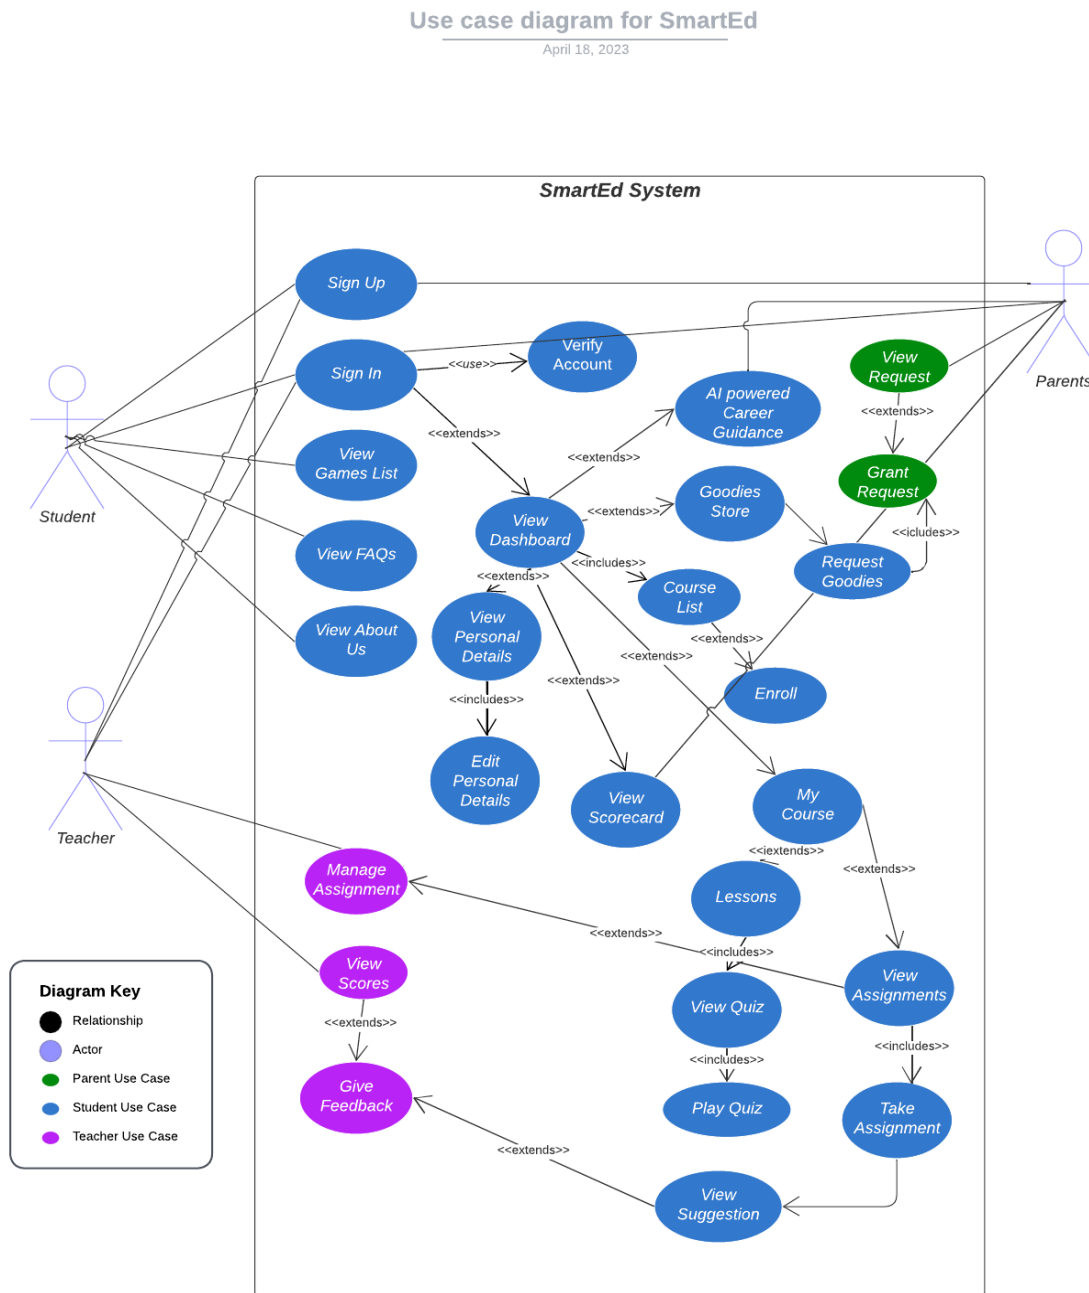 Use case diagram for SmartEd
April 18, 2023
SmartEd System
Sign Up
Sign In
<<use>>
Verify
Account
View
Request
Parents
<<extends>>
AI powered
Career
Guidance
<<extends>>
<<extends>>
View
Games List
Grant
Request
Student
Goodies
Store
<<extends>>
View
Dashboard
<<icludes>>
View FAQs
<<includes>>
Request
Goodies
<<extends>>
Course
List
View
Personal
Details
View About
Us
<<extends>>
<<extends>>
<<extends>>
<<includes>>
Enroll
Edit
Personal
Details
View
Scorecard
My
Course
Teacher
<<iextends>>
<<extends>>
Manage
Assignment
Lessons
<<extends>>
<<includes>>
View
Scores
View
Assignments
Diagram Key
Relationship
Actor
Parent Use Case
Student Use Case
Teacher Use Case
<<extends>>
View Quiz
<<includes>>
<<includes>>
Give
Feedback
Play Quiz
Take
Assignment
<<extends>>
View
Suggestion